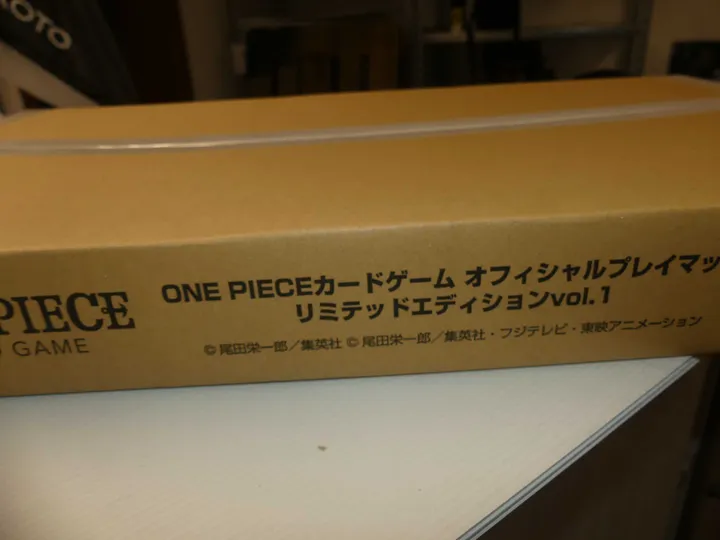 OTO
PIECE
GAME
ONE PIECEカードゲーム オフィシャルプレイマッ
リミテッドエディションvol.1
©尾田栄一郎／集英社 ©尾田栄一郎／集英社・フジテレビ・東映アニメーション